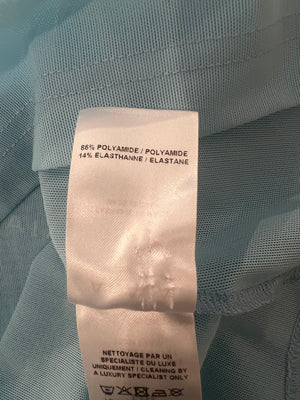 86% POLYAMIDE / POLYAMIDE
14% ELASTHANNE / ELASTANE
NETTOYAGE PAR UN
SPECIALISTE DU LUXE
UNIQUEMENT / CLEANING BY
A LUXURY SPECIALIST ONLY